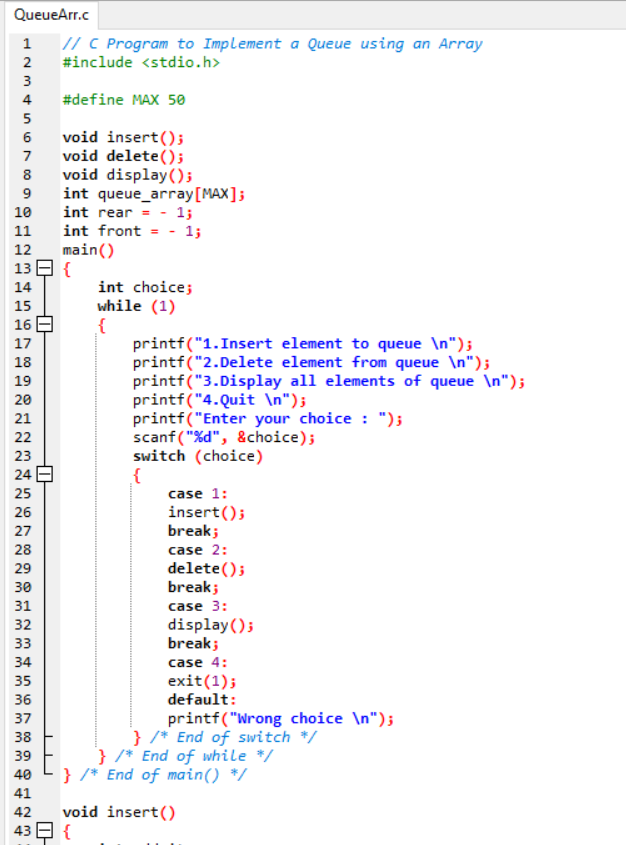 QueueArr.c
1 // C Program to Implement a Queue using an Array
2 #include <stdio.h>
3
4 #define MAX 50
5
6 void insert();
7 void delete();
8 void display();
9 int queue_array[MAX];
10 int rear = - 1;
11 int front = - 1;
12 main()
13 {
14 int choice;
15 while (1)
16 {
17 printf("1.Insert element to queue \n");
18 printf("2.Delete element from queue \n");
19 printf("3.Display all elements of queue \n");
20 printf("4.Quit \n");
21 printf("Enter your choice : ");
22 scanf("%d", &choice);
23 switch (choice)
24 {
25 case 1:
26 insert();
27 break;
28 case 2:
29 delete();
30 break;
31 case 3:
32 display();
33 break;
34 case 4:
35 exit(1);
36 default:
37 printf("Wrong choice \n");
38 } /* End of switch */
39 } /* End of while */
40 } /* End of main() */
41
42 void insert()
43 {